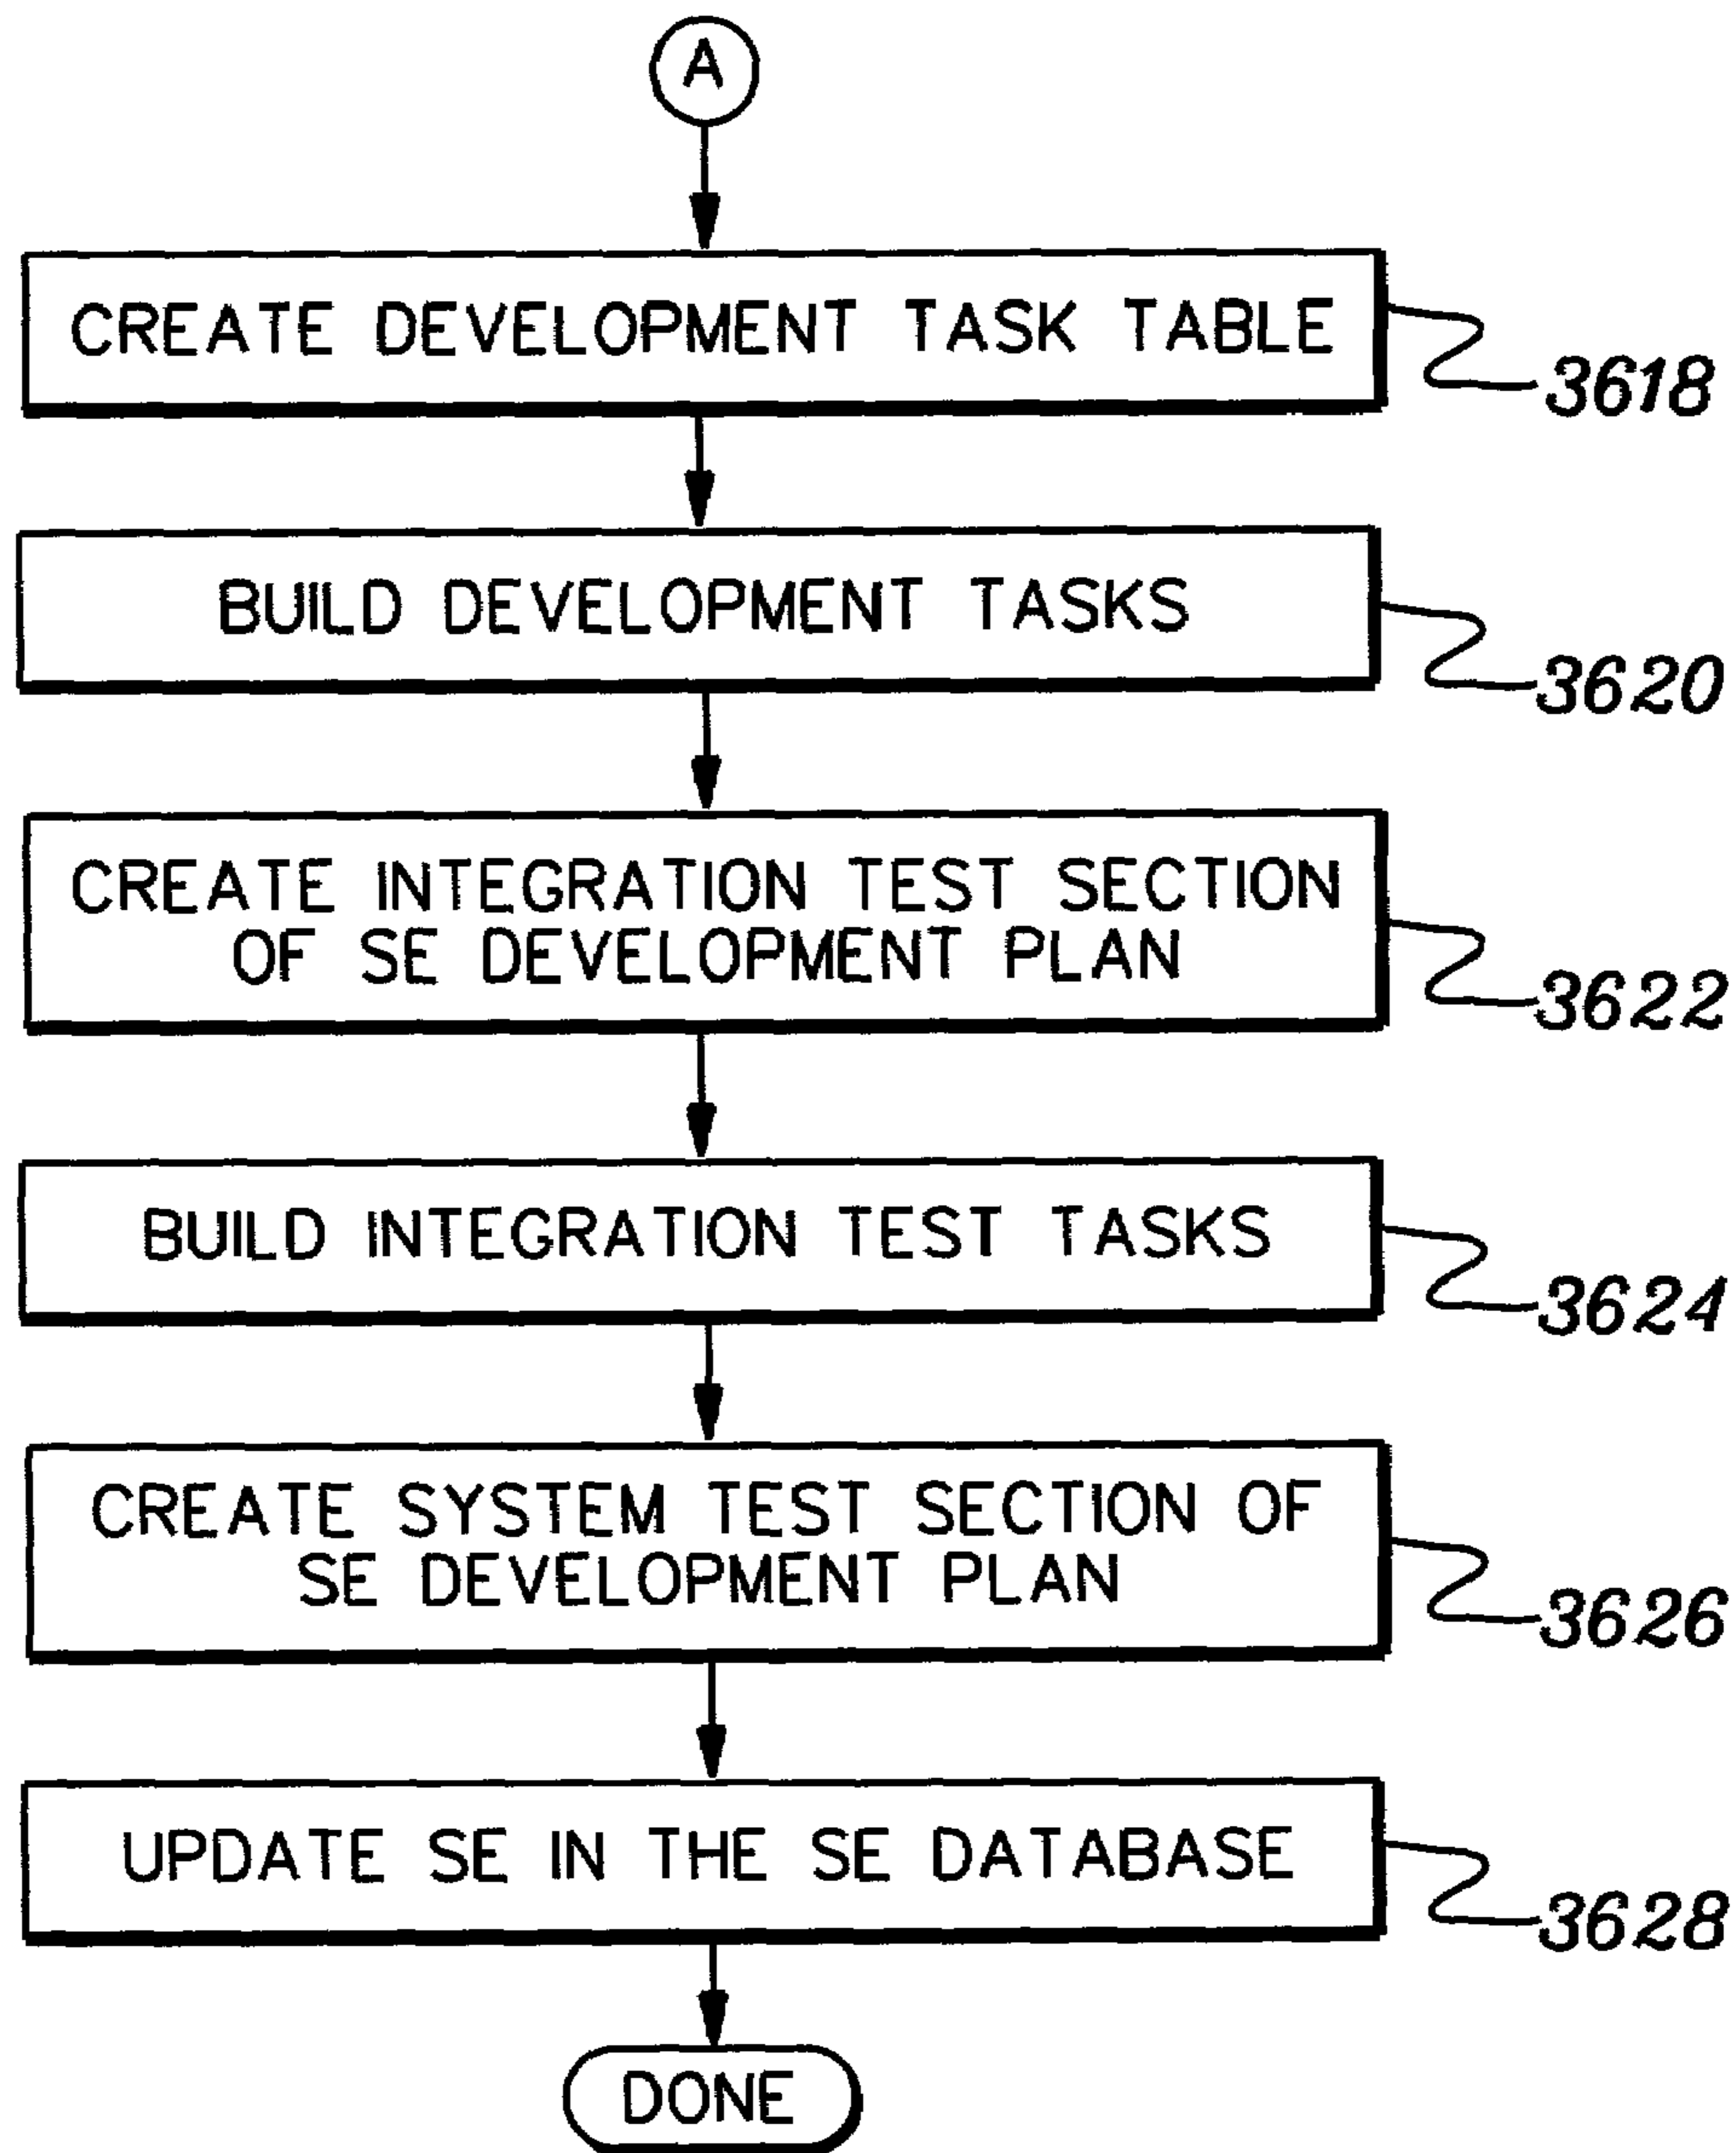 A
CREATE DEVELOPMENT TASK TABLE
3618
BUILD DEVELOPMENT TASKS
3620
CREATE INTEGRATION TEST SECTION
OF SE DEVELOPMENT PLAN
3622
BUILD INTEGRATION TEST TASKS
3624
CREATE SYSTEM TEST SECTION OF
SE DEVELOPMENT PLAN
3626
UPDATE SE IN THE SE DATABASE
3628
DONE